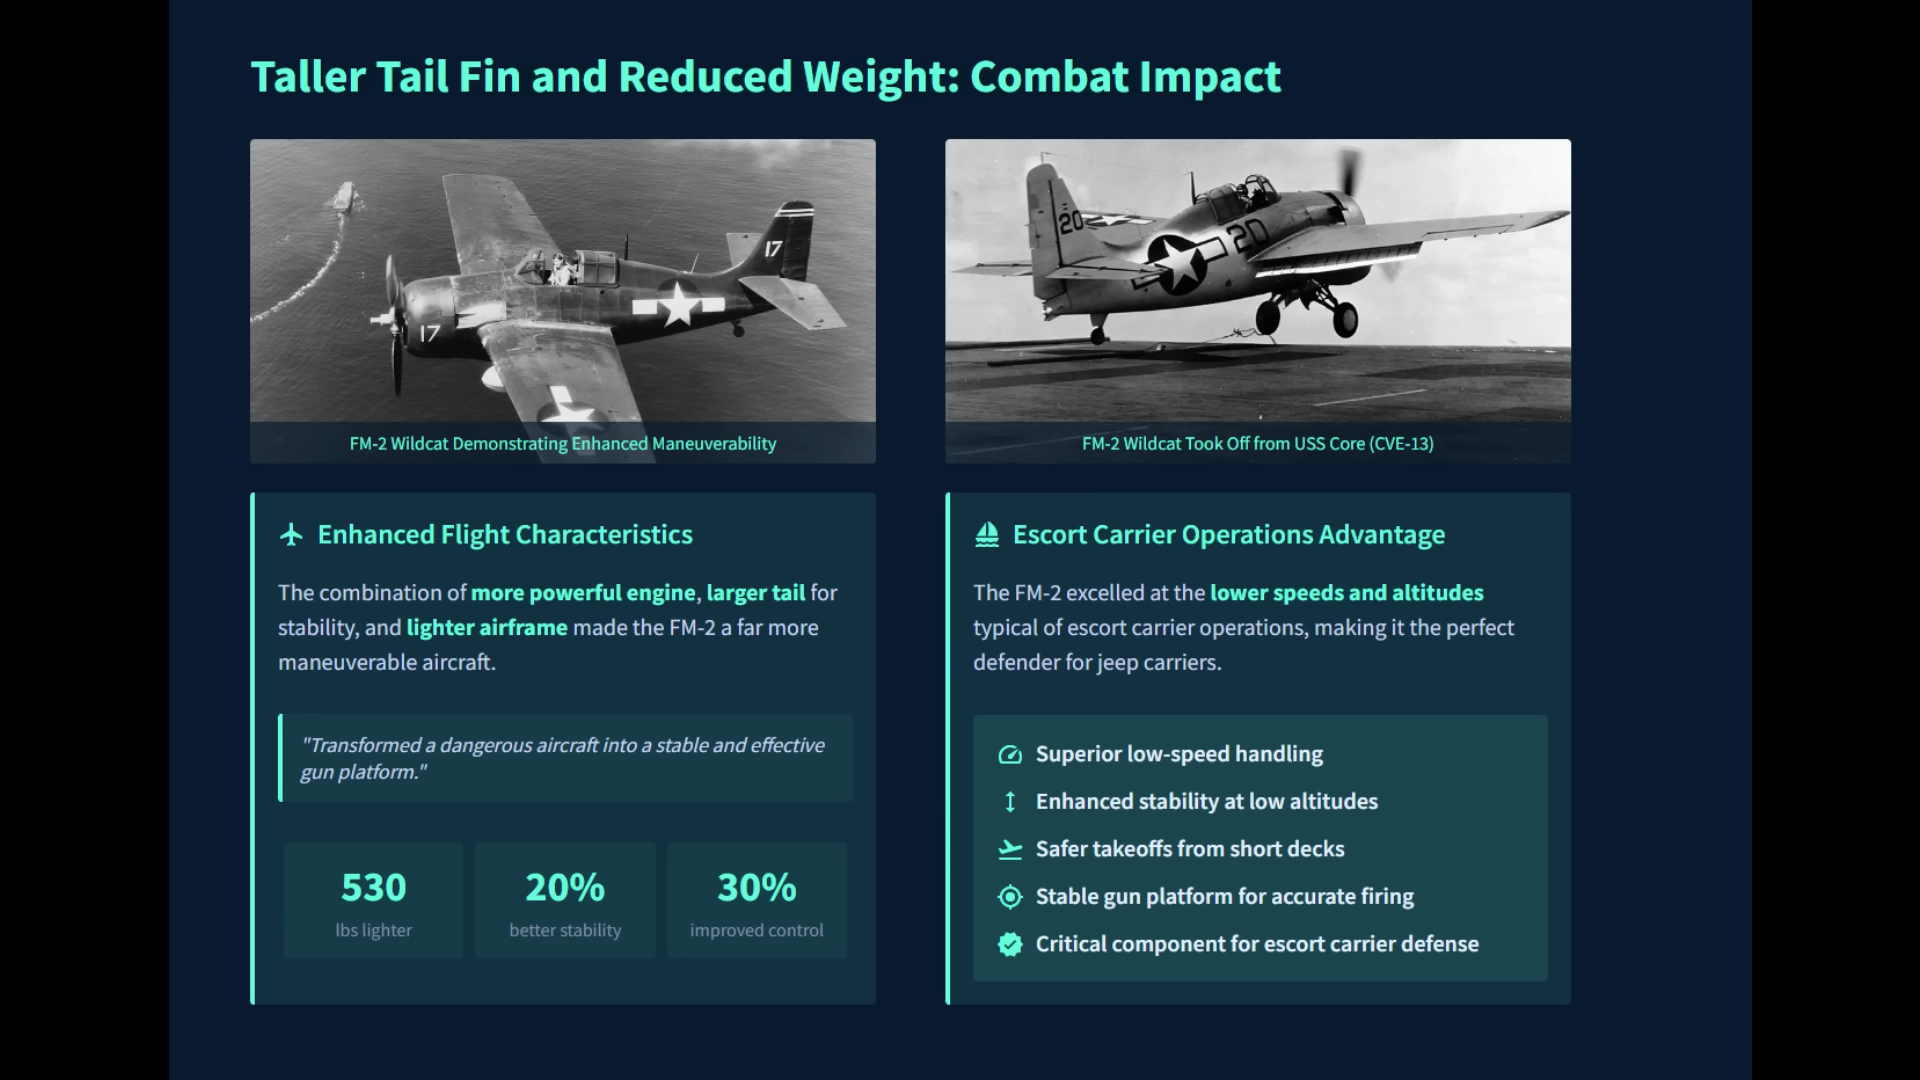 Taller Tail Fin and Reduced Weight: Combat Impact
17
17
FM-2 Wildcat Demonstrating Enhanced Maneuverability
20
20
FM-2 Wildcat Took Off from USS Core (CVE-13)
Enhanced Flight Characteristics
The combination of more powerful engine, larger tail for
stability, and lighter airframe made the FM-2 a far more
maneuverable aircraft.
"Transformed a dangerous aircraft into a stable and effective
gun platform."
530
lbs lighter
20%
better stability
30%
improved control
Escort Carrier Operations Advantage
The FM-2 excelled at the lower speeds and altitudes
typical of escort carrier operations, making it the perfect
defender for jeep carriers.
Superior low-speed handling
Enhanced stability at low altitudes
Safer takeoffs from short decks
Stable gun platform for accurate firing
Critical component for escort carrier defense